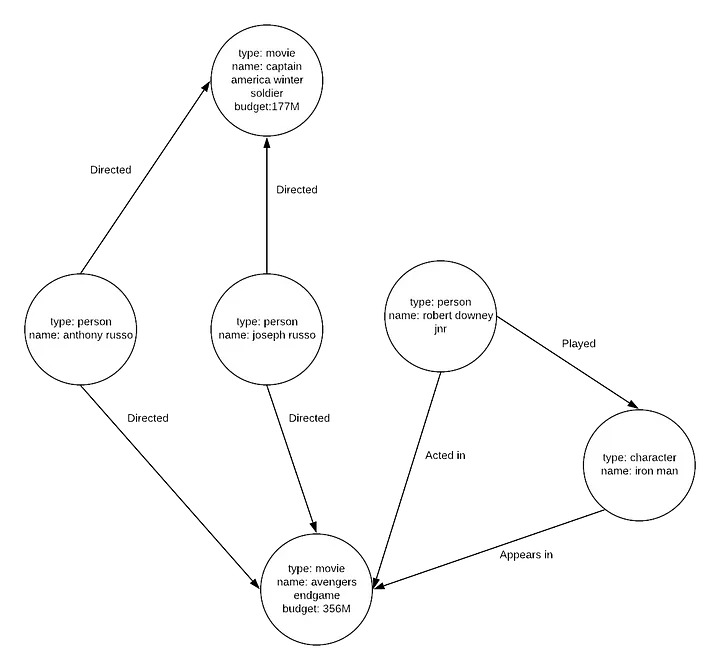 type: movie
name: captain
america winter
soldier
budget:177M
Directed
Directed
type: person
name: anthony russo
type: person
name: joseph russo
type: person
name: robert downey
jnr
Played
Directed
Directed
Acted in
type: character
name: iron man
Appears in
type: movie
name: avengers
endgame
budget: 356M